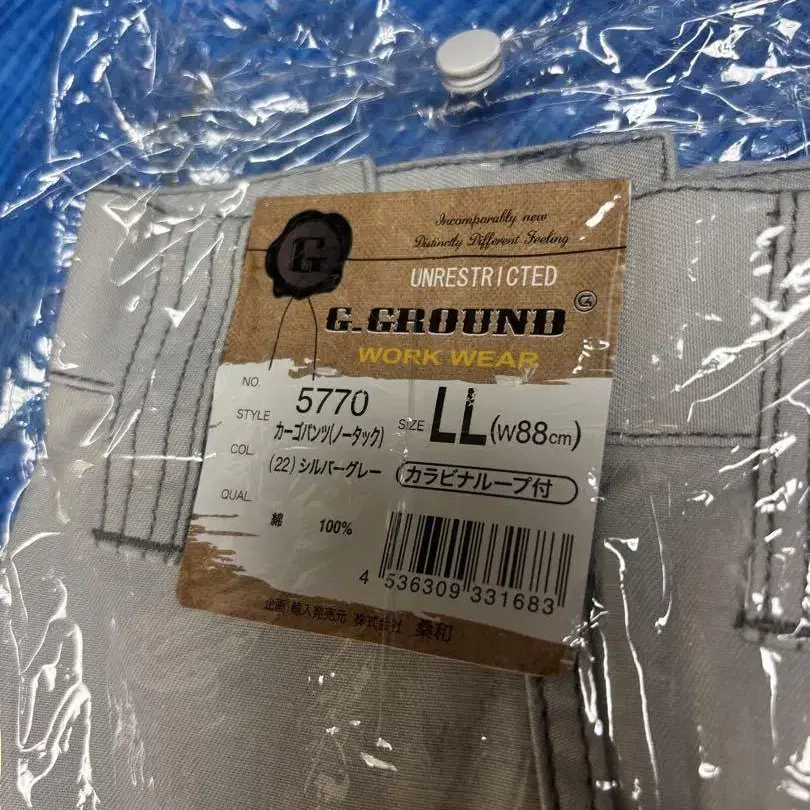 Incomparably new
Distinctly Different Feeling
G.
UNRESTRICTED
G.GROUND
WORK WEAR
NO. 5770
STYLE カーゴパンツ(ノータック)
SIZE LL(W88cm)
COL. (22)シルバーグレー
カラビナループ付
QUAL. 綿 100%
4 536309 331683
企画・輸入発売元 株式会社 桑和